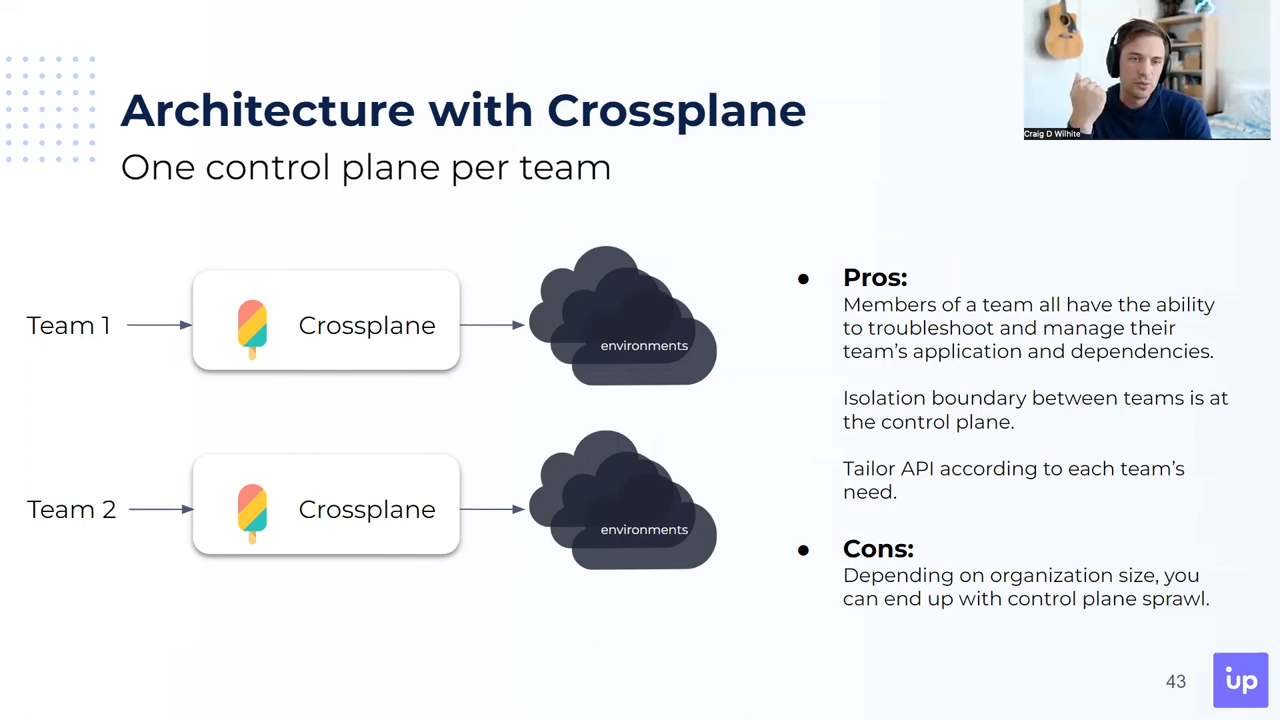 Architecture with Crossplane
One control plane per team
Craig D Wilhite
Team 1
Crossplane
environments
Team 2
Crossplane
environments
● Pros:
Members of a team all have the ability
to troubleshoot and manage their
team’s application and dependencies.
Isolation boundary between teams is at
the control plane.
Tailor API according to each team’s
need.
● Cons:
Depending on organization size, you
can end up with control plane sprawl.
43
up